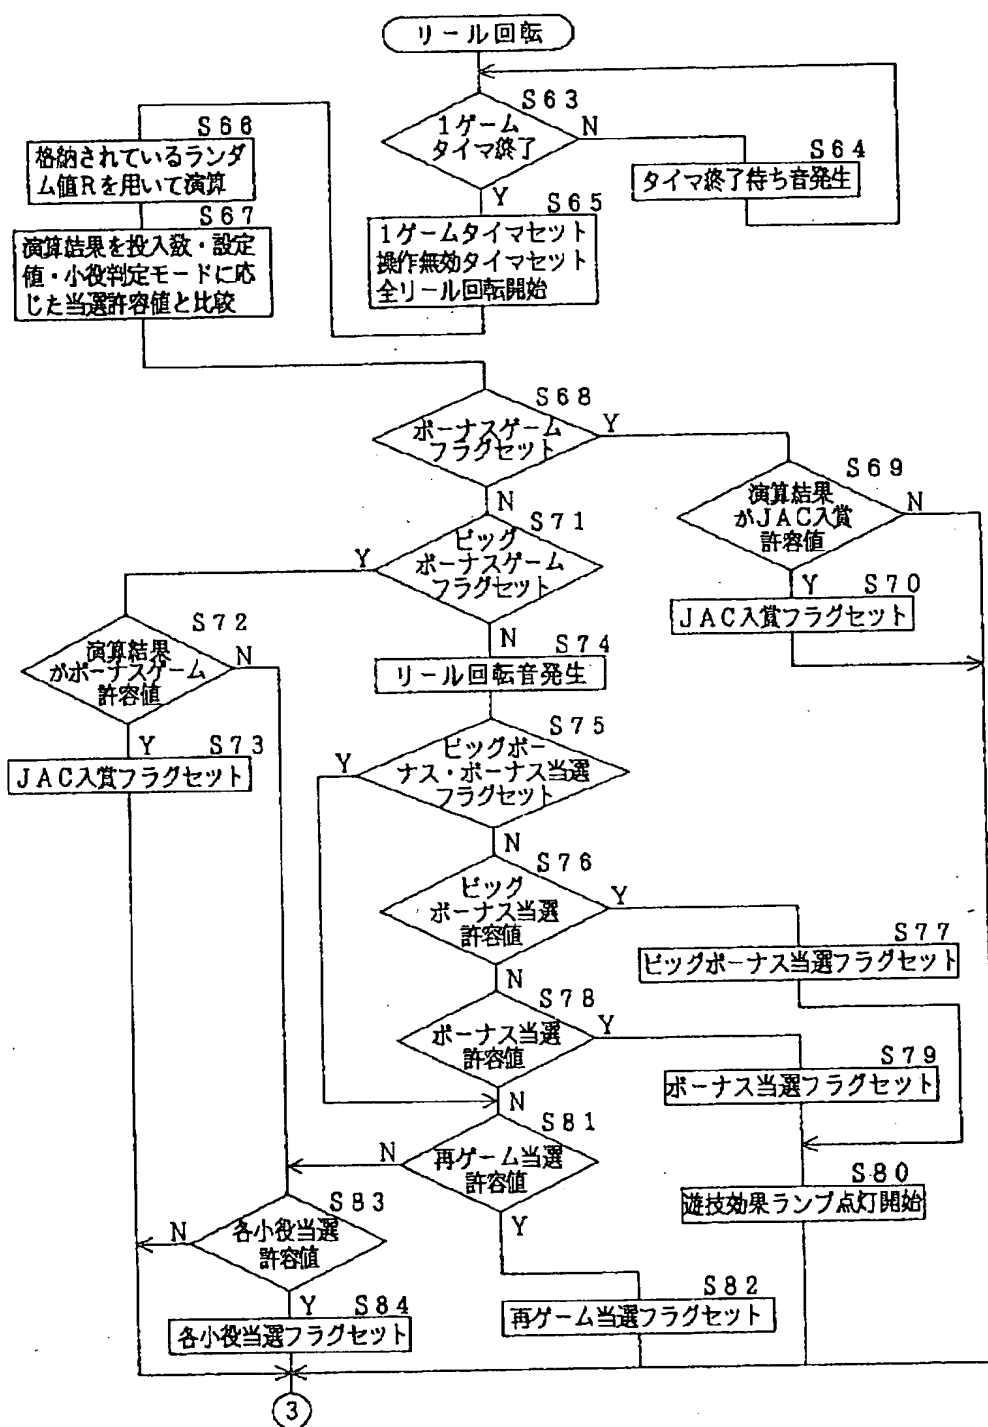 リール回転
S63
1ゲーム
タイマ終了
N
Y
S64
タイマ終了待ち音発生
S65
1ゲームタイマセット
操作無効タイマセット
全リール回転開始
S66
格納されているランダ
ム値Rを用いて演算
S67
演算結果を投入数・設定
値・小役判定モードに応
じた当選許容値と比較
S68
ボーナスゲーム
フラグセット
Y
N
S69
演算結果
がJAC入賞
許容値
N
Y
S70
JAC入賞フラグセット
S71
ビッグ
ボーナスゲーム
フラグセット
Y
N
S72
演算結果
がボーナスゲーム
許容値
N
Y
S73
JAC入賞フラグセット
S74
リール回転音発生
S75
ビッグボー
ナス・ボーナス当選
フラグセット
Y
N
S76
ビッグ
ボーナス当選
許容値
Y
N
S77
ビッグボーナス当選フラグセット
S78
ボーナス当選
許容値
Y
N
S79
ボーナス当選フラグセット
S80
遊技効果ランプ点灯開始
S81
再ゲーム当選
許容値
N
Y
S82
再ゲーム当選フラグセット
S83
各小役当選
許容値
N
Y
S84
各小役当選フラグセット
3